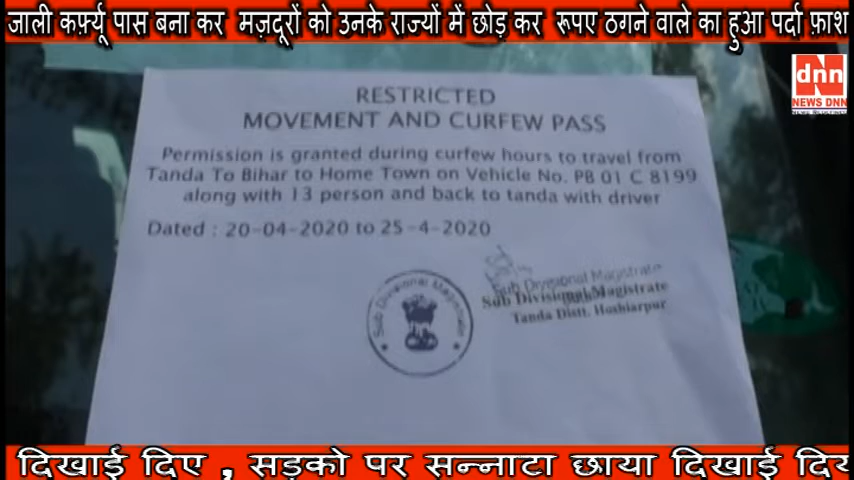 जाली कर्फ़्यू पास बना कर मज़दूरों को उनके राज्यों में छोड़ कर रूपए ठगने वाले का हुआ पर्दा फ़ाश
dnn
NEWS DNN
RESTRICTED
MOVEMENT AND CURFEW PASS
Permission is granted during curfew hours to travel from
Tanda To Bihar to Home Town on Vehicle No. PB 01 C 8199
along with 13 person and back to tanda with driver
Dated : 20-04-2020 to 25-4-2020
Sub Divisional Magistrate
Sub Divisional Magistrate
Tanda Distt. Hoshiarpur
Sub Divisional Magistrate
दिखाई दिए , सड़को पर सन्नाटा छाया दिखाई दिय